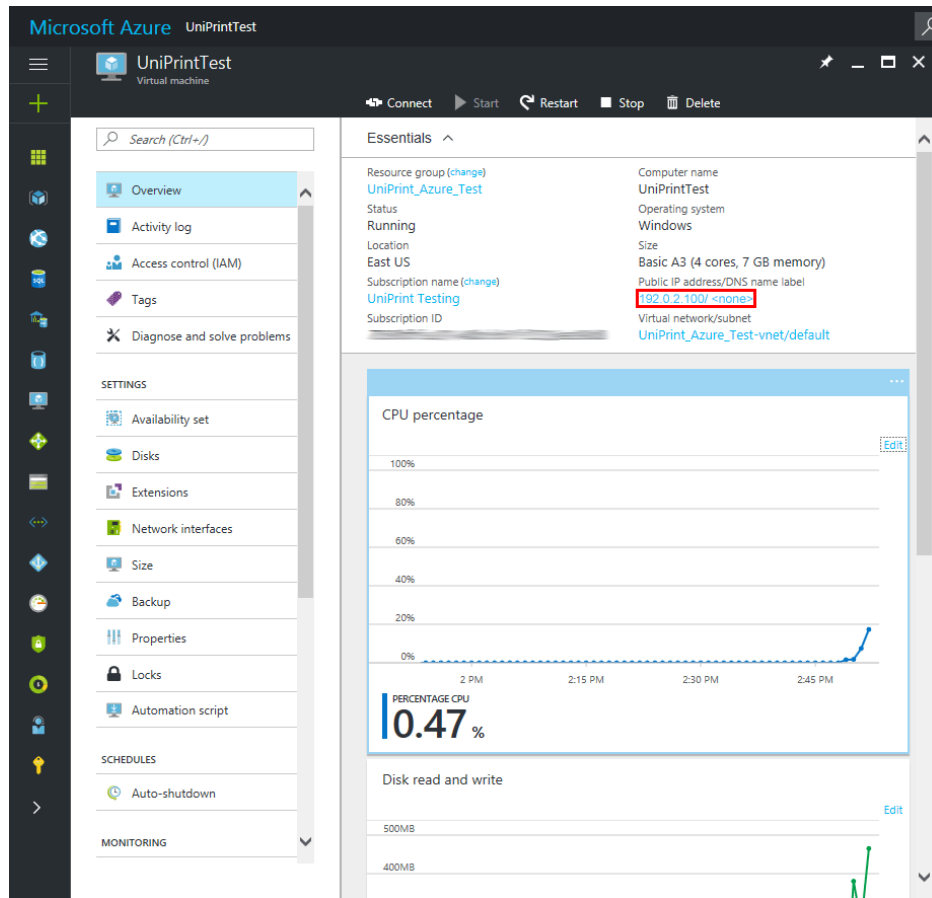 Microsoft Azure UniPrintTest
UniPrintTest
Virtual machine
Connect Start Restart Stop Delete
Search (Ctrl+/)
Overview
Activity log
Access control (IAM)
Tags
Diagnose and solve problems
SETTINGS
Availability set
Disks
Extensions
Network interfaces
Size
Backup
Properties
Locks
Automation script
SCHEDULES
Auto-shutdown
MONITORING
Essentials
Resource group (change)
UniPrint_Azure_Test
Status
Running
Location
East US
Subscription name (change)
UniPrint Testing
Subscription ID
Computer name
UniPrintTest
Operating system
Windows
Size
Basic A3 (4 cores, 7 GB memory)
Public IP address/DNS name label
192.0.2.100/ <none>
Virtual network/subnet
UniPrint_Azure_Test-vnet/default
...
CPU percentage
Edit
100%
80%
60%
40%
20%
0%
2 PM 2:15 PM 2:30 PM 2:45 PM
PERCENTAGE CPU
0.47 %
Disk read and write
Edit
500MB
400MB